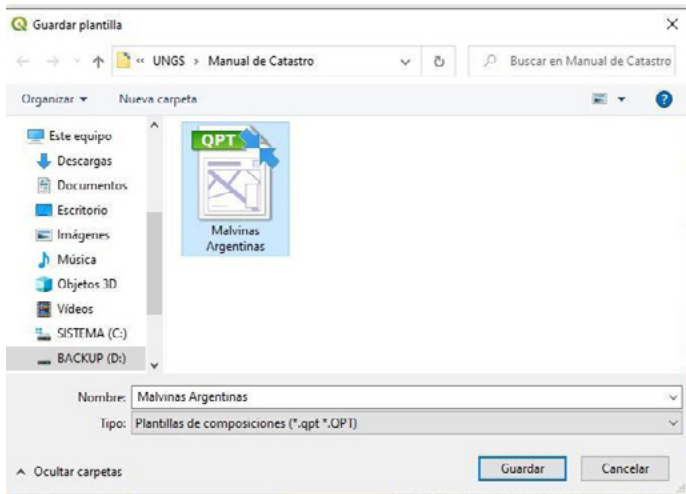 Guardar plantilla
« UNGS › Manual de Catastro
Buscar en Manual de Catastro
Organizar
Nueva carpeta
?
Este equipo
Descargas
Documentos
Escritorio
Imágenes
Música
Objetos 3D
Vídeos
SISTEMA (C:)
BACKUP (D:)
QPT
Malvinas
Argentinas
Nombre: Malvinas Argentinas
Tipo: Plantillas de composiciones (*.qpt *.QPT)
Ocultar carpetas
Guardar
Cancelar